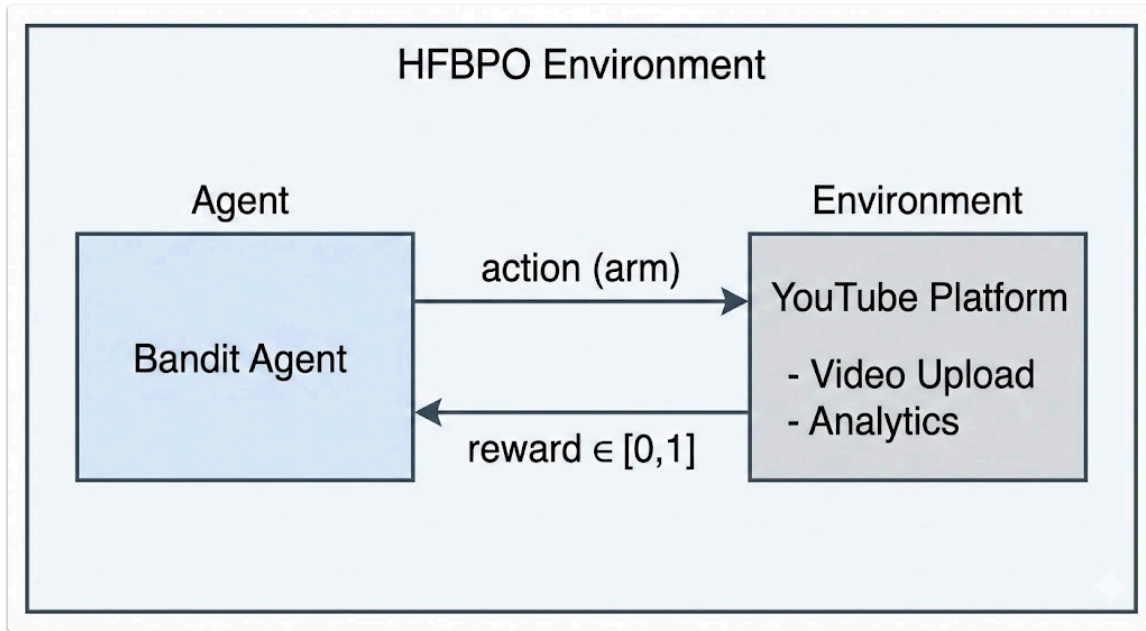 HFBPO Environment
Agent
Environment
Bandit Agent
action (arm)
reward ∈ [0,1]
YouTube Platform
- Video Upload
- Analytics